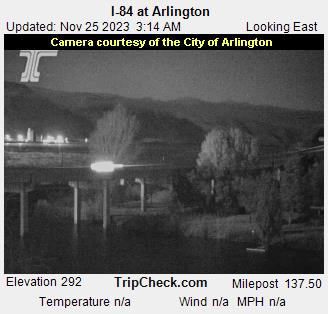 I-84 at Arlington
Updated: Nov 25 2023 3:14 AM Looking East
Camera courtesy of the City of Arlington
Elevation 292 TripCheck.com Milepost 137.50
Temperature n/a Wind n/a MPH n/a